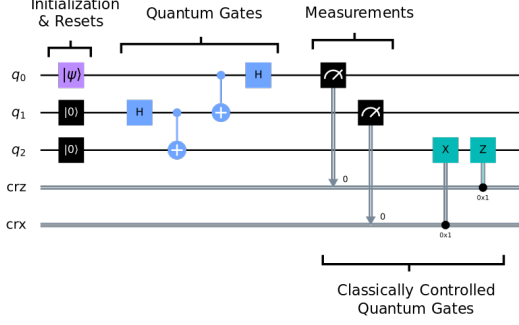 Initialization
& Resets
Quantum Gates
Measurements
q0 |ψ⟩ H
q1 |0⟩ H
q2 |0⟩ X Z
crz 0 0x1
crx 0 0x1
Classically Controlled
Quantum Gates